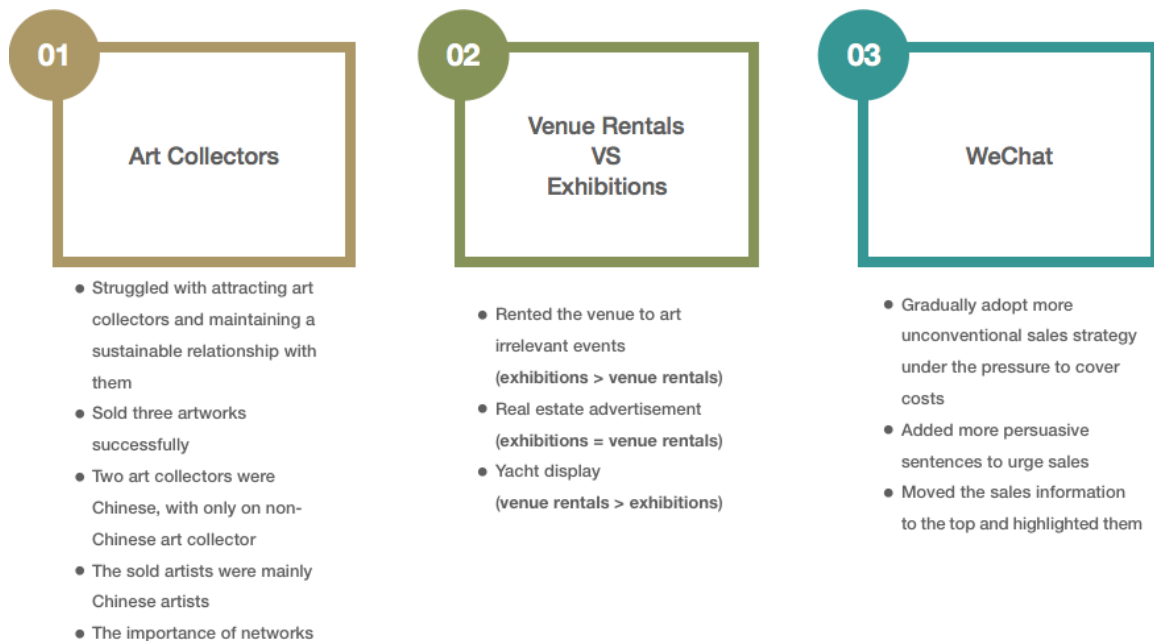 01
Art Collectors
● Struggled with attracting art
collectors and maintaining a
sustainable relationship with
them
● Sold three artworks
successfully
● Two art collectors were
Chinese, with only on non-
Chinese art collector
● The sold artists were mainly
Chinese artists
● The importance of networks
02
Venue Rentals
VS
Exhibitions
● Rented the venue to art
irrelevant events
(exhibitions > venue rentals)
● Real estate advertisement
(exhibitions = venue rentals)
● Yacht display
(venue rentals > exhibitions)
03
WeChat
● Gradually adopt more
unconventional sales strategy
under the pressure to cover
costs
● Added more persuasive
sentences to urge sales
● Moved the sales information
to the top and highlighted them